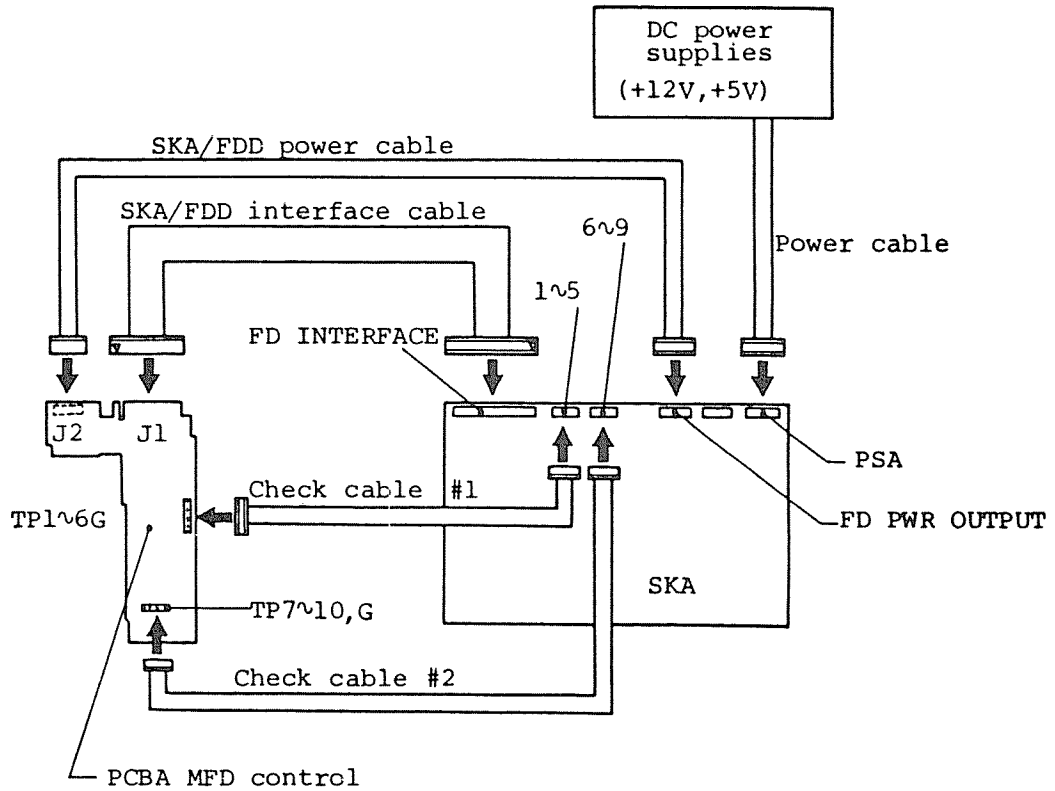 DC power
supplies
(+12V,+5V)
SKA/FDD power cable
SKA/FDD interface cable
6~9
Power cable
1~5
FD INTERFACE
J2
J1
PSA
Check cable #1
TP1~6G
FD PWR OUTPUT
SKA
TP7~10,G
Check cable #2
PCBA MFD control